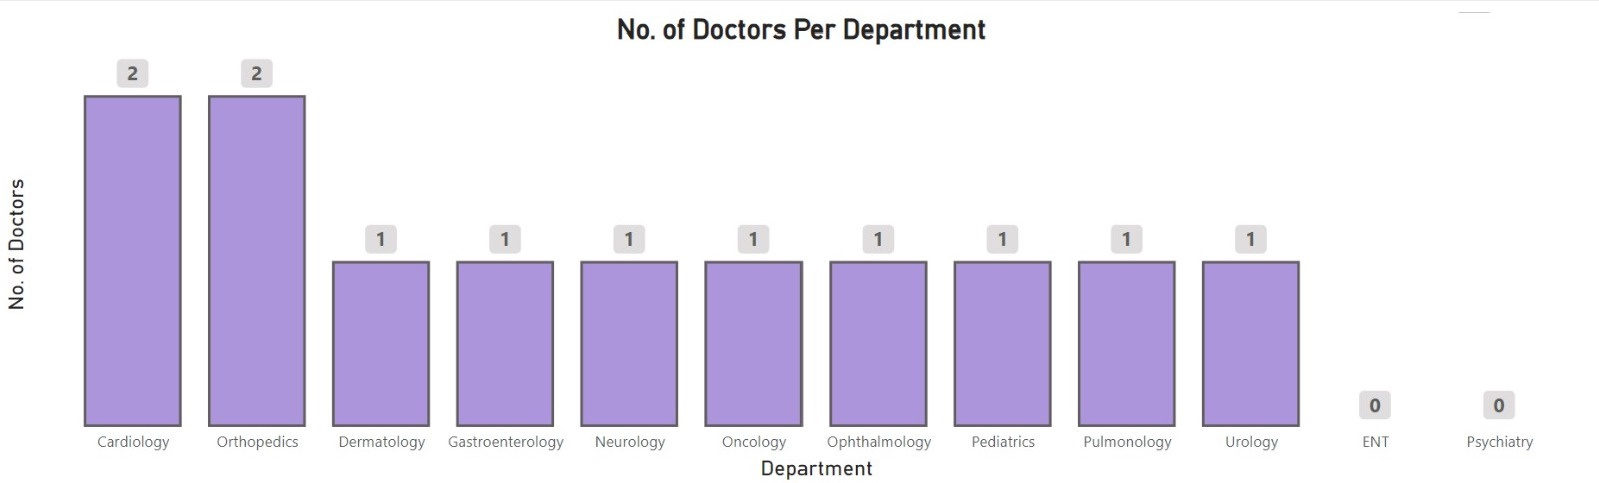 No. of Doctors Per Department
No. of Doctors
2 2
1 1 1 1 1 1 1 1
0 0
Cardiology Orthopedics Dermatology Gastroenterology Neurology Oncology Ophthalmology Pediatrics Pulmonology Urology ENT Psychiatry
Department